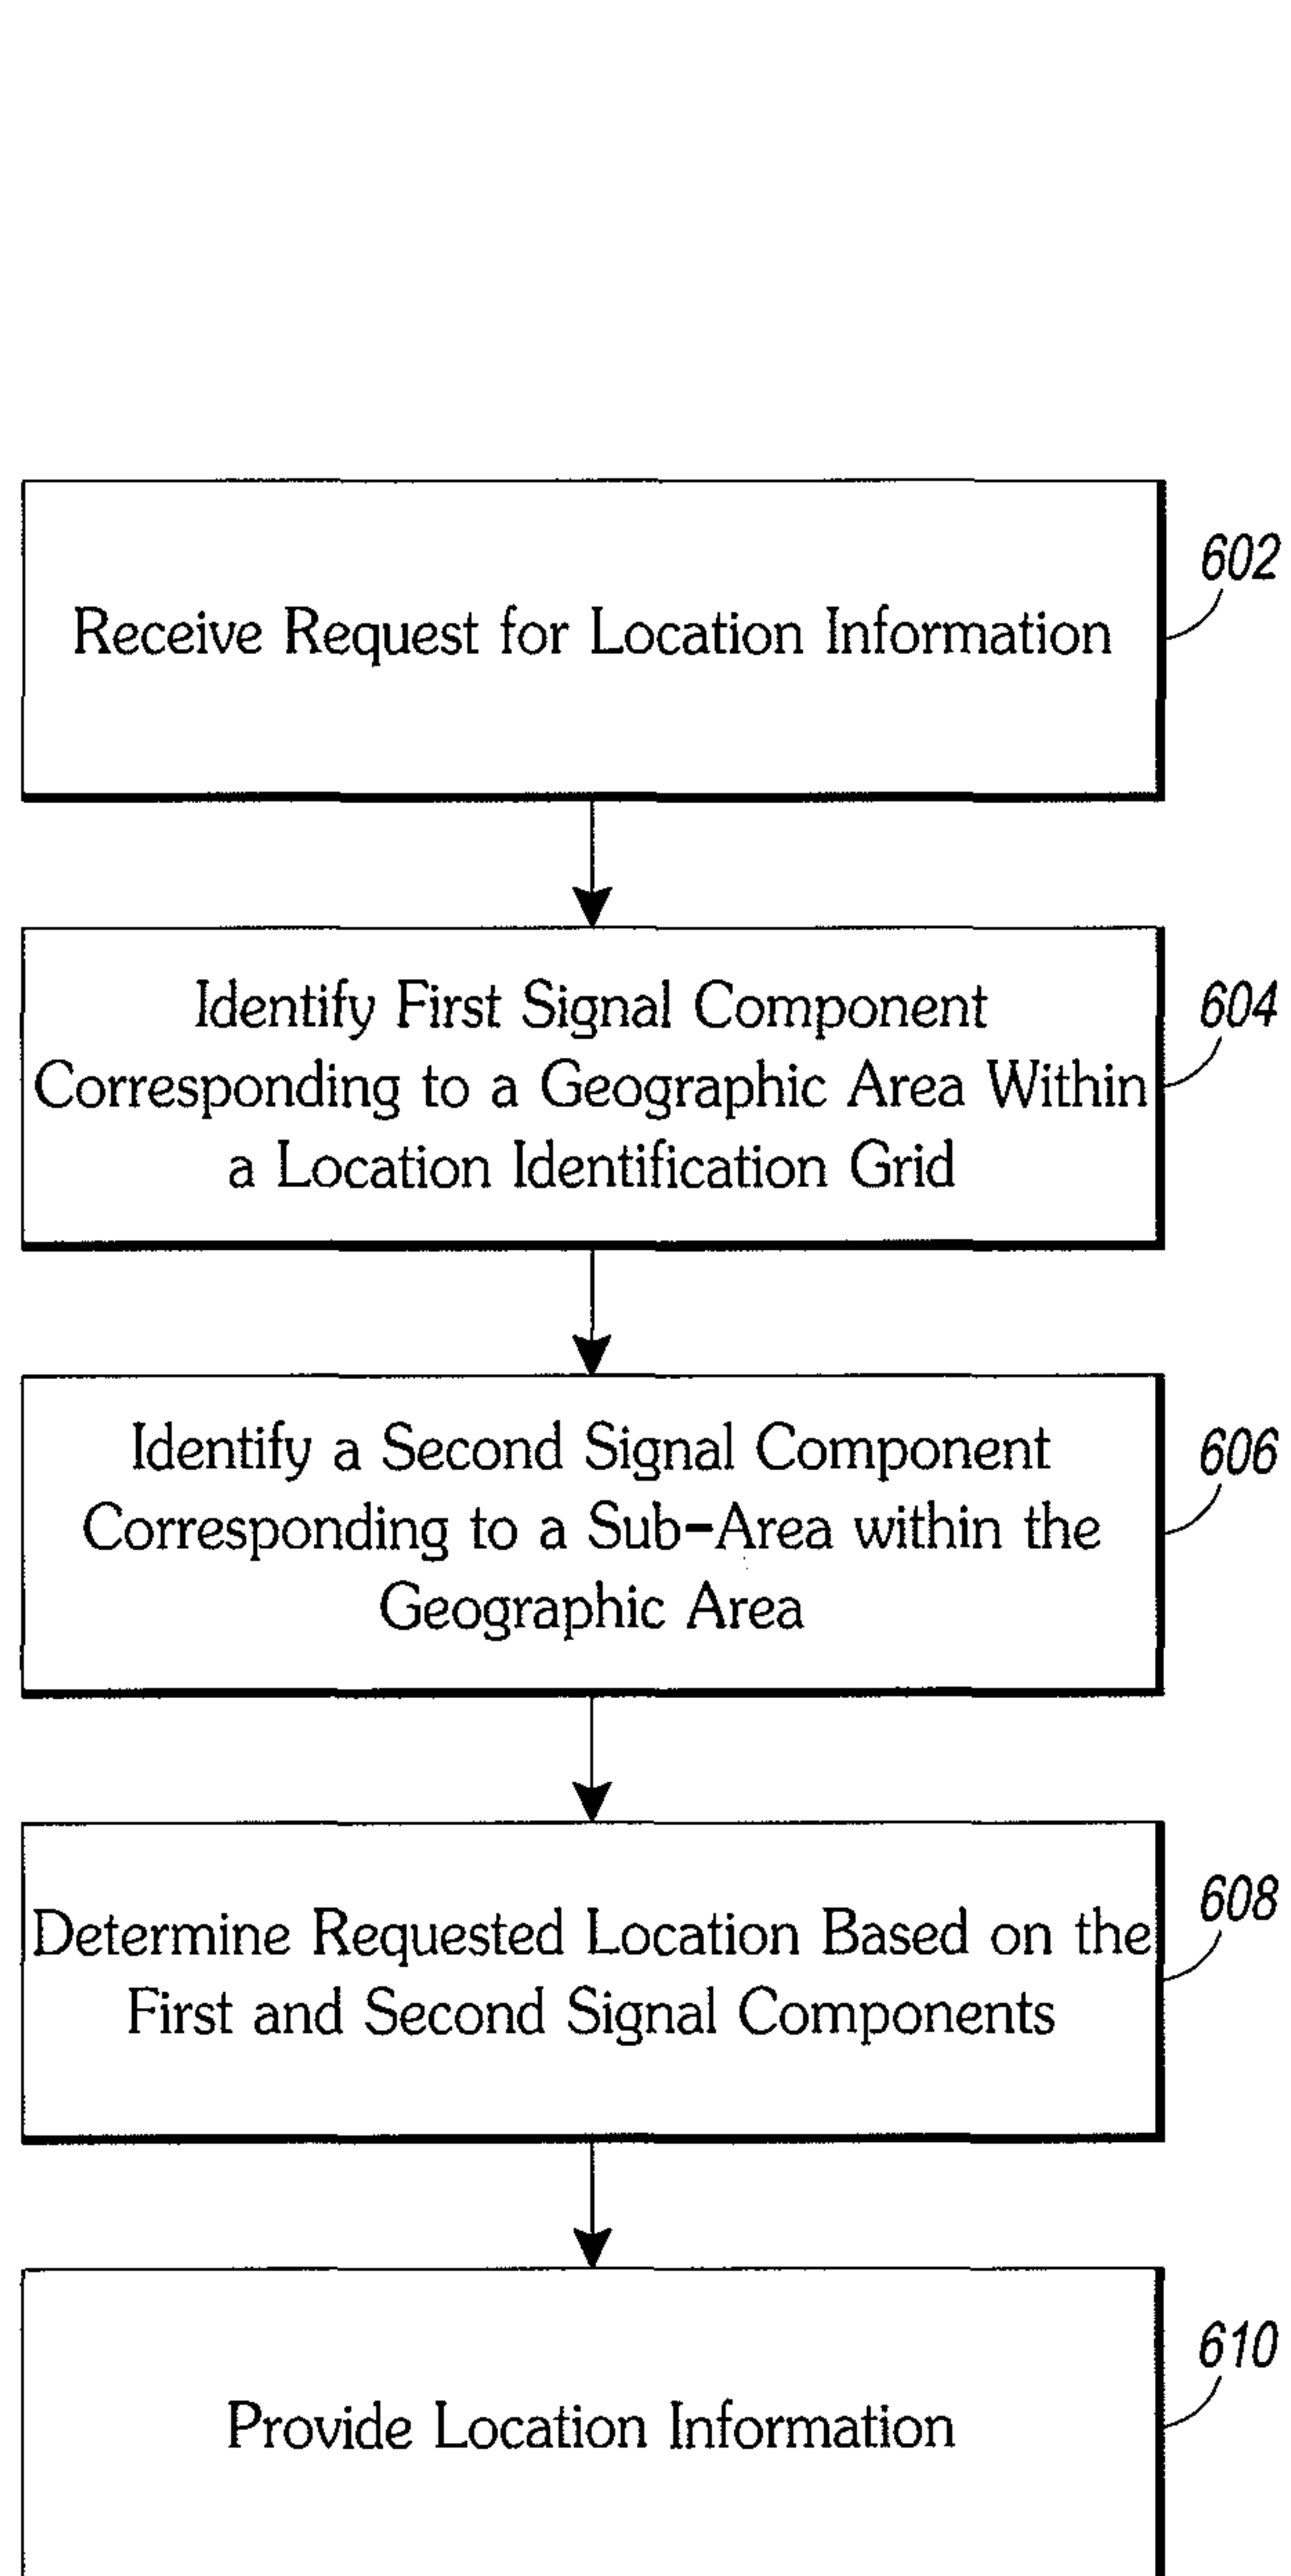 Receive Request for Location Information
602
Identify First Signal Component
Corresponding to a Geographic Area Within
a Location Identification Grid
604
Identify a Second Signal Component
Corresponding to a Sub-Area within the
Geographic Area
606
Determine Requested Location Based on the
First and Second Signal Components
608
Provide Location Information
610